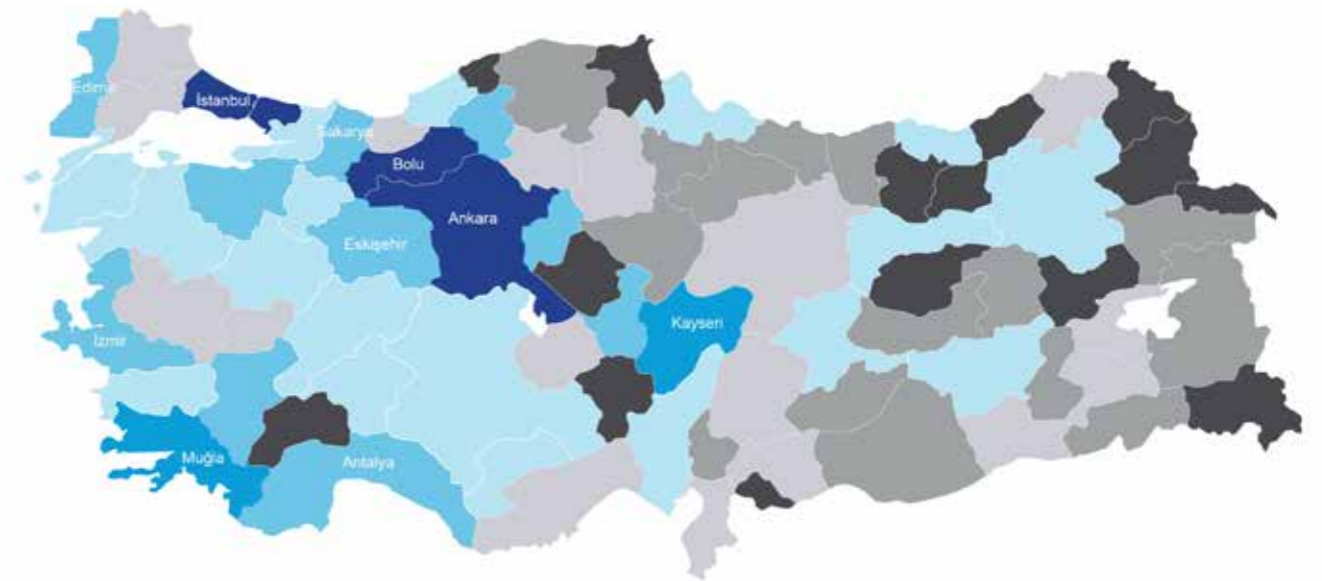 Edirne
İstanbul
Sakarya
Bolu
Ankara
Eskişehir
Kayseri
İzmir
Muğla
Antalya